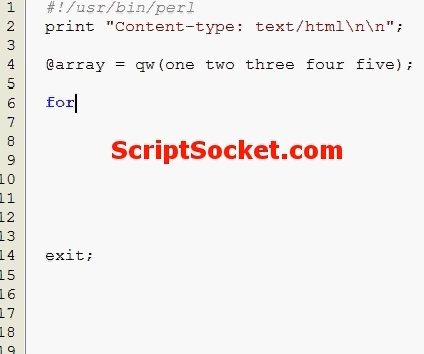 1 #!/usr/bin/perl
2 print "Content-type: text/html\n\n";
3
4 @array = qw(one two three four five);
5
6 for
7
8
ScriptSocket.com
9
10
11
12
13
14 exit;
15
16
17
18
19